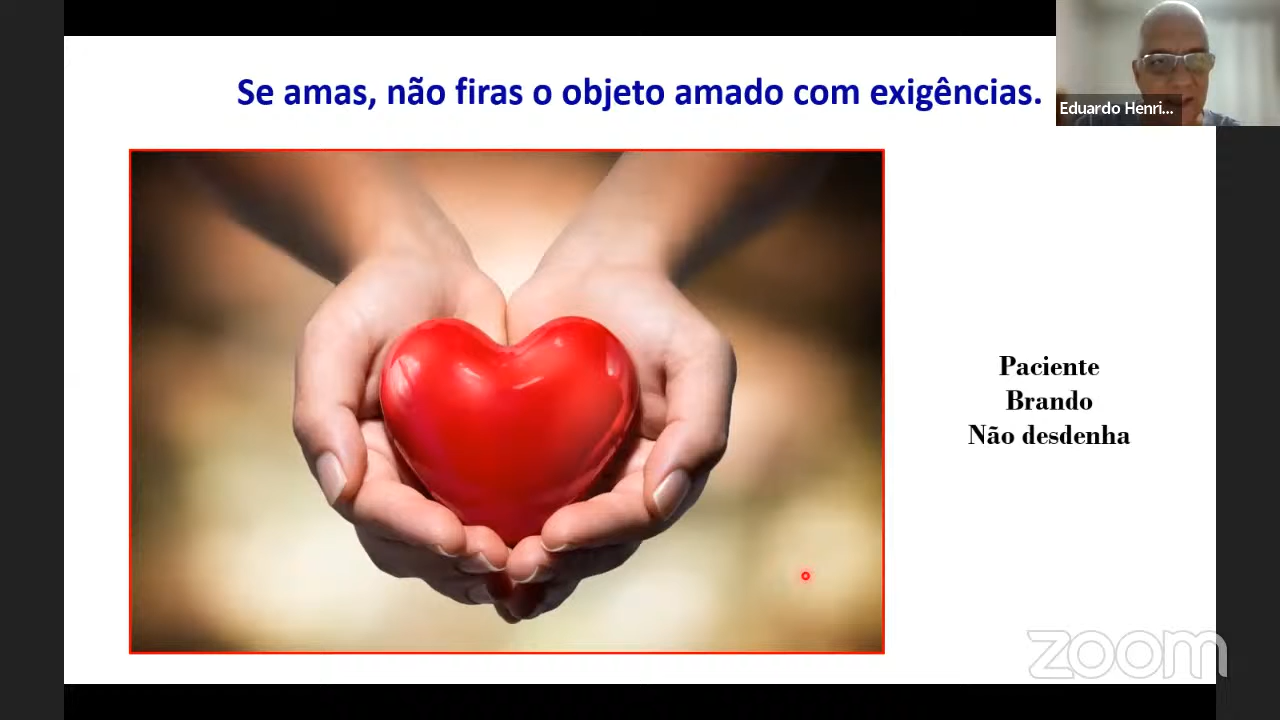 Se amas, não firas o objeto amado com exigências.
Eduardo Henri...
Paciente
Brando
Não desdenha
zoom